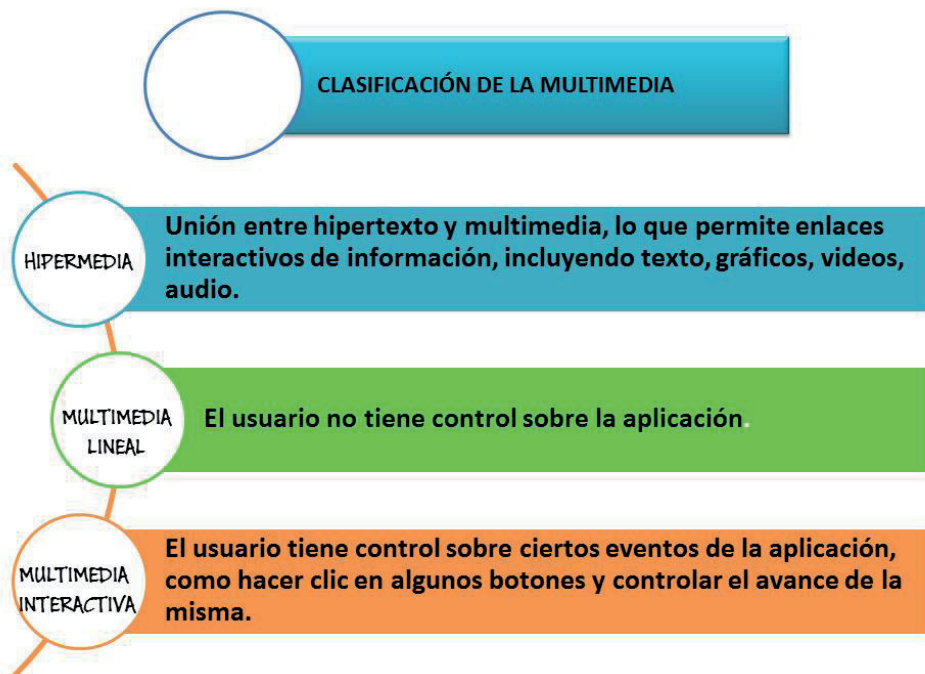 CLASIFICACIÓN DE LA MULTIMEDIA
HIPERMEDIA
Unión entre hipertexto y multimedia, lo que permite enlaces
interactivos de información, incluyendo texto, gráficos, videos,
audio.
MULTIMEDIA
LINEAL
El usuario no tiene control sobre la aplicación.
MULTIMEDIA
INTERACTIVA
El usuario tiene control sobre ciertos eventos de la aplicación,
como hacer clic en algunos botones y controlar el avance de la
misma.